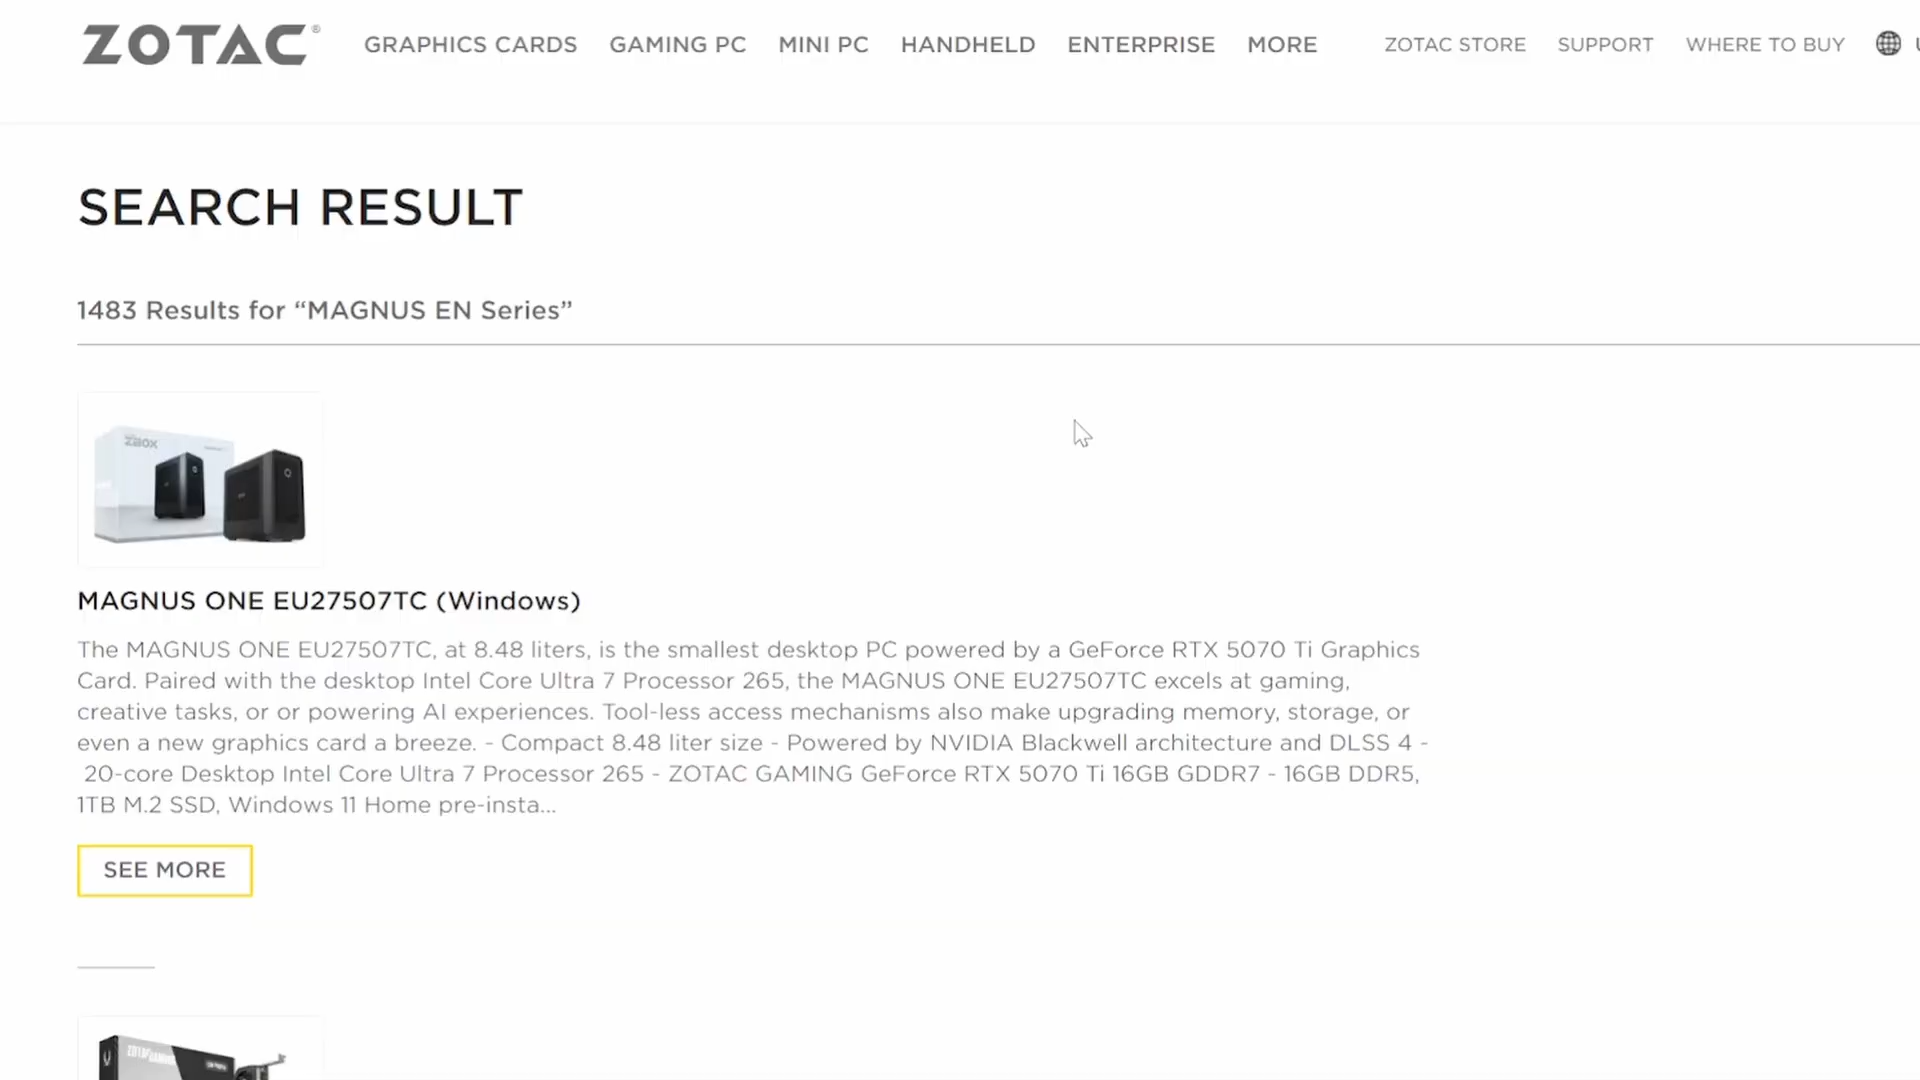 ZOTAC®
GRAPHICS CARDS GAMING PC MINI PC HANDHELD ENTERPRISE MORE ZOTAC STORE SUPPORT WHERE TO BUY
SEARCH RESULT
1483 Results for “MAGNUS EN Series”
ZBOX
MAGNUS ONE EU27507TC (Windows)
The MAGNUS ONE EU27507TC, at 8.48 liters, is the smallest desktop PC powered by a GeForce RTX 5070 Ti Graphics
Card. Paired with the desktop Intel Core Ultra 7 Processor 265, the MAGNUS ONE EU27507TC excels at gaming,
creative tasks, or or powering AI experiences. Tool-less access mechanisms also make upgrading memory, storage, or
even a new graphics card a breeze. - Compact 8.48 liter size - Powered by NVIDIA Blackwell architecture and DLSS 4 -
20-core Desktop Intel Core Ultra 7 Processor 265 - ZOTAC GAMING GeForce RTX 5070 Ti 16GB GDDR7 - 16GB DDR5,
1TB M.2 SSD, Windows 11 Home pre-insta...
SEE MORE
ZOTAC GAMING